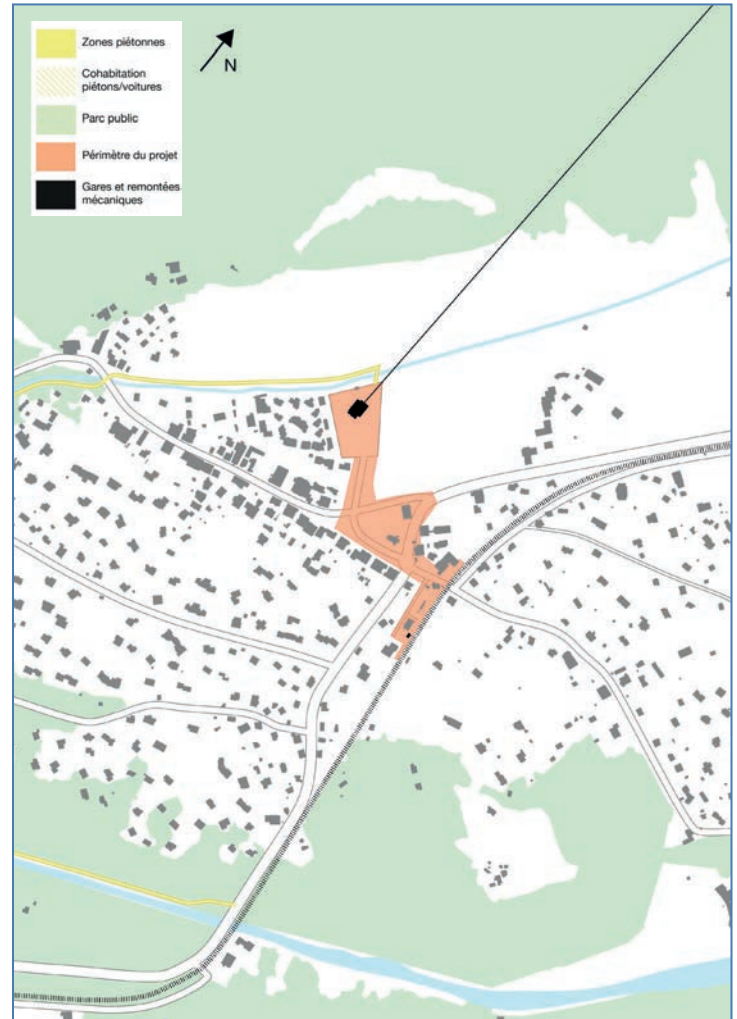 Zones piétonnes
Cohabitation
piétons/voitures
Parc public
Périmètre du projet
Gares et remontées
mécaniques
N